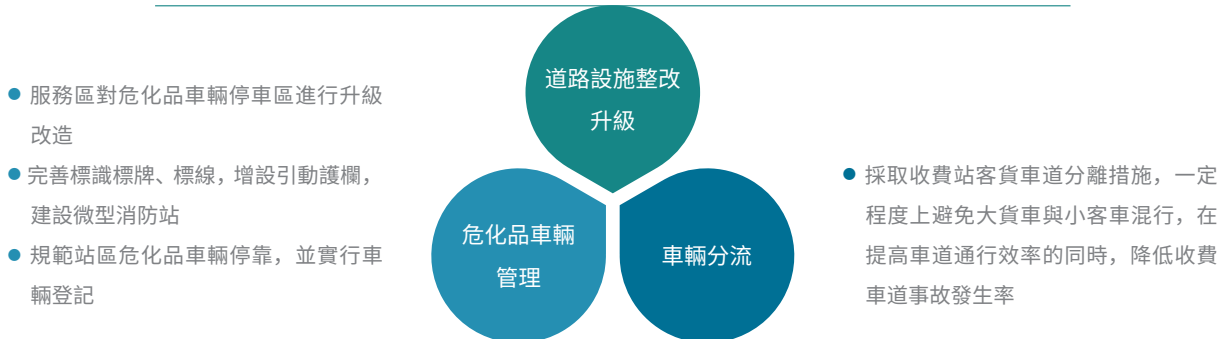 道路設施整改
升級
服務區對危化品車輛停車區進行升級
改造
完善標識標牌、標線，增設引動護欄，
建設微型消防站
規範站區危化品車輛停靠，並實行車
輛登記
危化品車輛
管理
車輛分流
採取收費站客貨車道分離措施，一定
程度上避免大貨車與小客車混行，在
提高車道通行效率的同時，降低收費
車道事故發生率